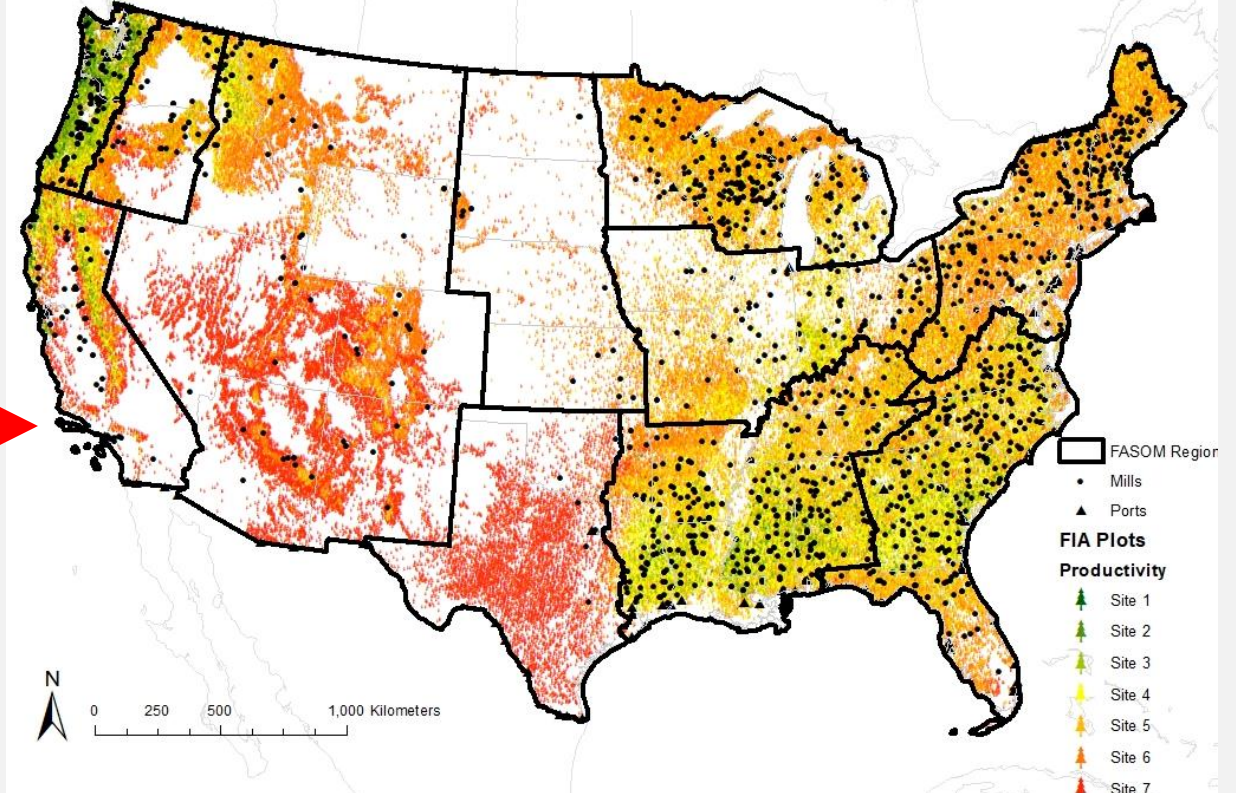 FASOM Region
Mills
Ports
FIA Plots
Productivity
Site 1
Site 2
Site 3
Site 4
Site 5
Site 6
Site 7
N
0 250 500 1,000 Kilometers